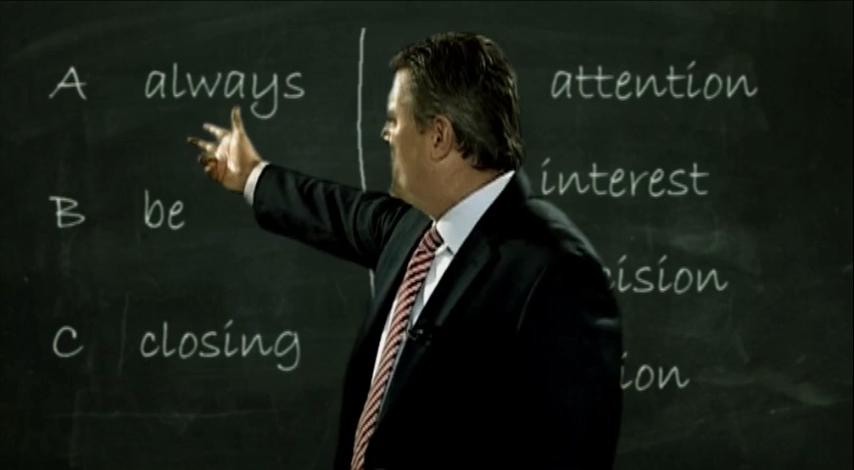 A always
B be
C closing
attention
interest